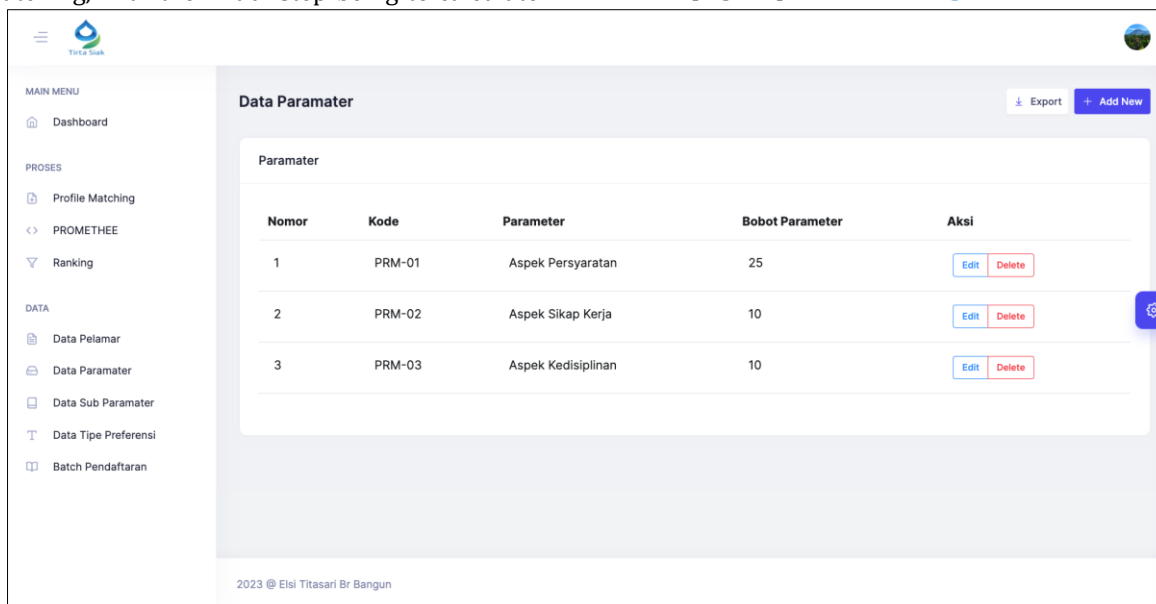 Tirta Siak
MAIN MENU
Dashboard
PROSES
Profile Matching
PROMETHEE
Ranking
DATA
Data Pelamar
Data Paramater
Data Sub Paramater
Data Tipe Preferensi
Batch Pendaftaran
Data Paramater
Export
+ Add New
Paramater
Nomor Kode Parameter Bobot Parameter Aksi
1 PRM-01 Aspek Persyaratan 25 Edit Delete
2 PRM-02 Aspek Sikap Kerja 10 Edit Delete
3 PRM-03 Aspek Kedisiplinan 10 Edit Delete
2023 @ Elsi Titasari Br Bangun